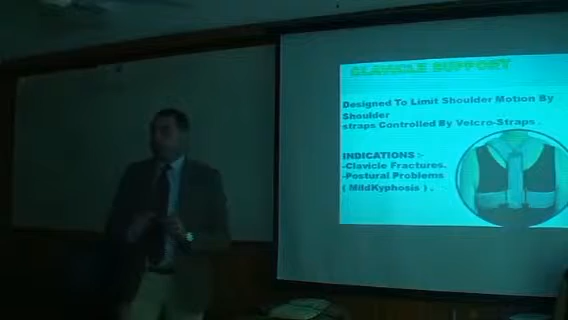 CLAVICLE SUPPORT
Designed To Limit Shoulder Motion By
Shoulder
straps Controlled By Velcro-Straps .
INDICATIONS :-
-Clavicle Fractures.
-Postural Problems
( MildKyphosis ) .